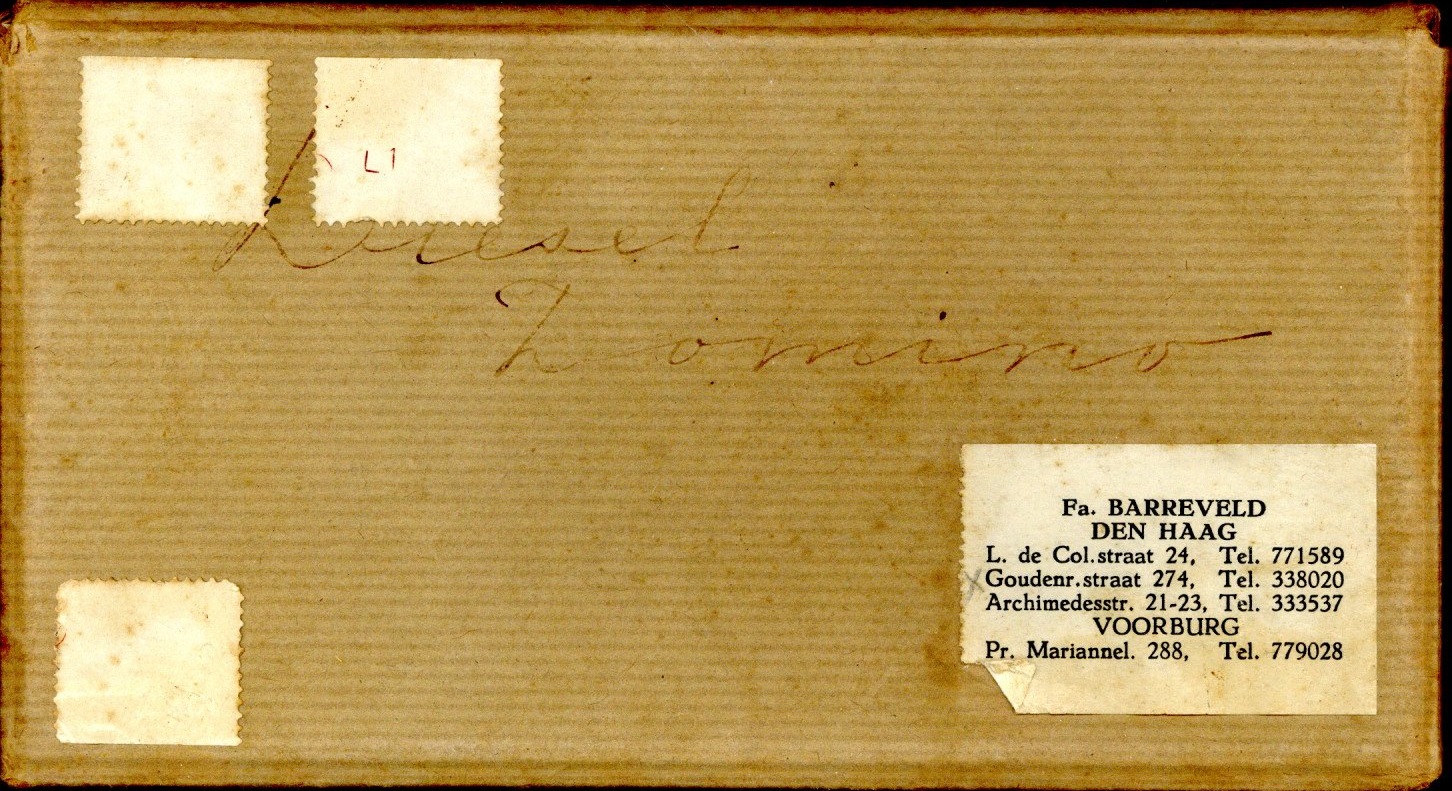 L1
Domino
Fa. BARREVELD
DEN HAAG
L. de Col.straat 24, Tel. 771589
Goudenr.straat 274, Tel. 338020
Archimedesstr. 21-23, Tel. 333537
VOORBURG
Pr. Mariannel. 288, Tel. 779028